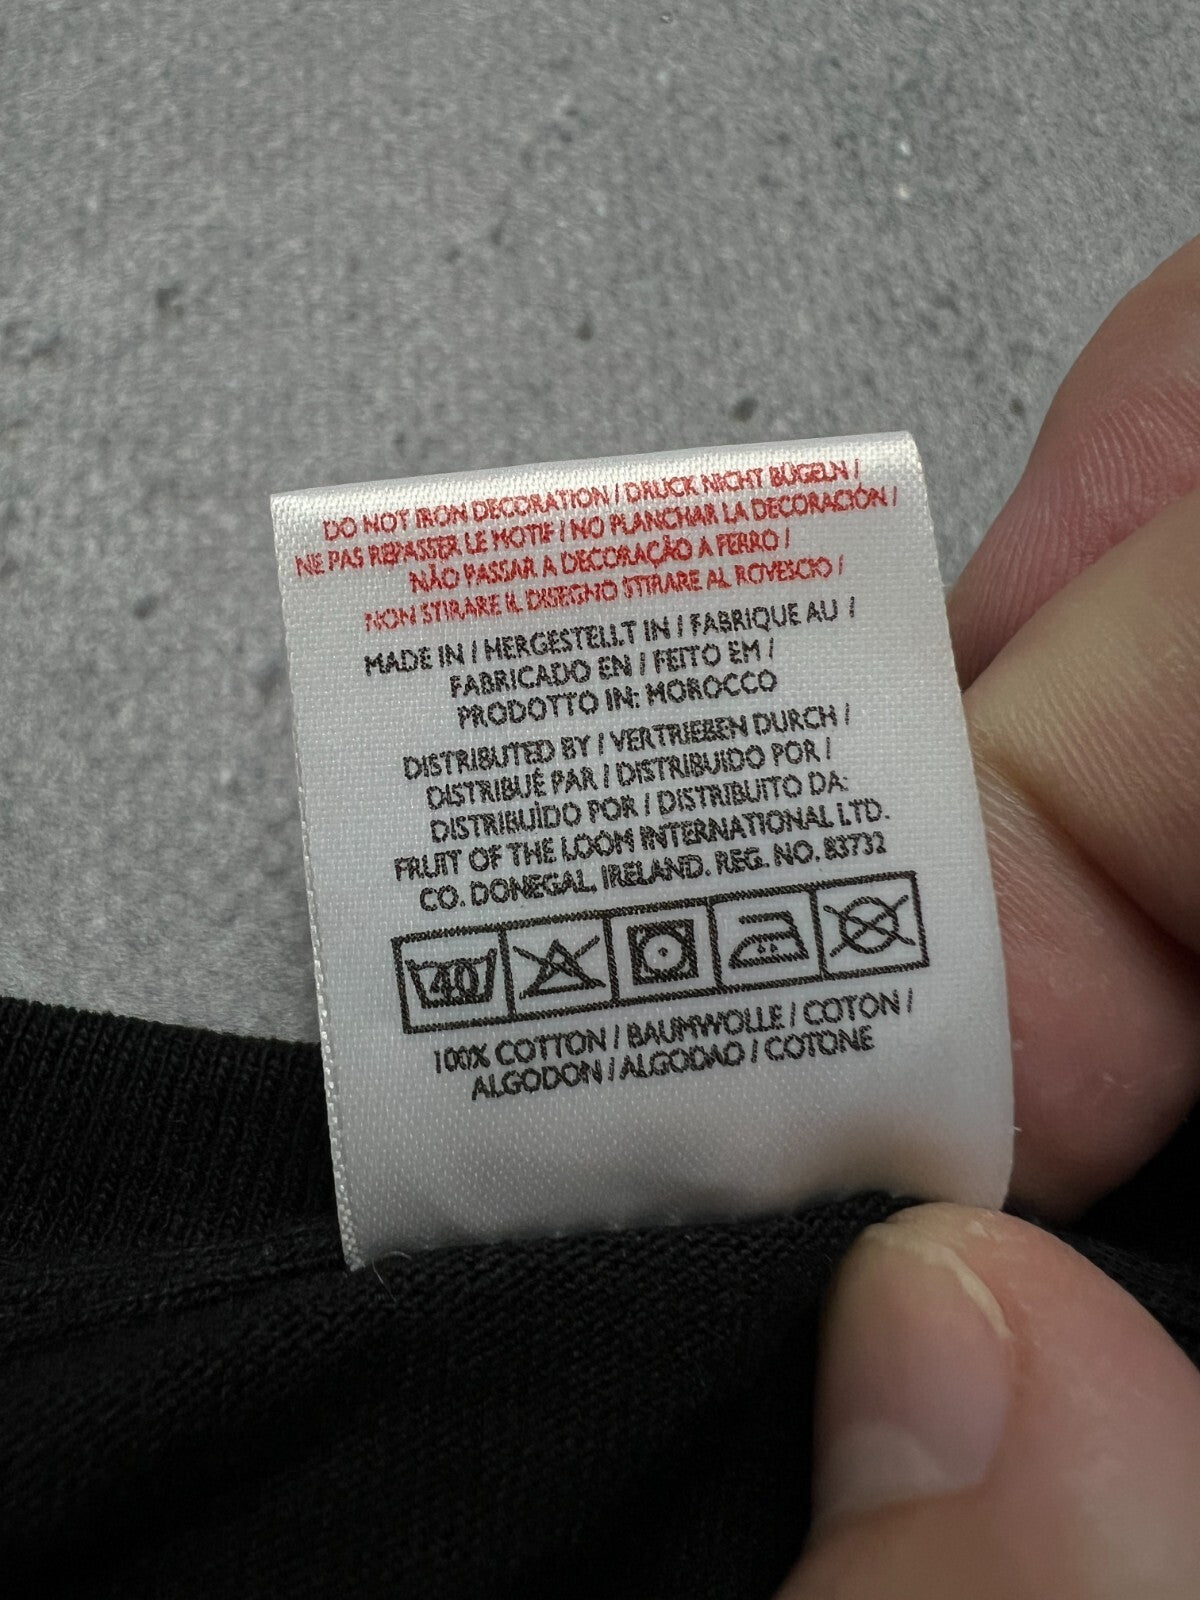 DO NOT IRON DECORATION / DRUCK NICHT BÜGELN /
NE PAS REPASSER LE MOTIF / NO PLANCHAR LA DECORACIÓN /
NÃO PASSAR A DECORAÇÃO A FERRO /
NON STIRARE IL DISEGNO STIRARE AL ROVESCIO /
MADE IN / HERGESTELLT IN / FABRIQUE AU /
FABRICADO EN / FEITO EM /
PRODOTTO IN: MOROCCO
DISTRIBUTED BY / VERTRIEBEN DURCH /
DISTRIBUÉ PAR / DISTRIBUIDO POR /
DISTRIBUÍDO POR / DISTRIBUITO DA:
FRUIT OF THE LOOM INTERNATIONAL LTD.
CO. DONEGAL, IRELAND. REG. NO. 83732
40
100% COTTON / BAUMWOLLE / COTON /
ALGODON / ALGODAO / COTONE